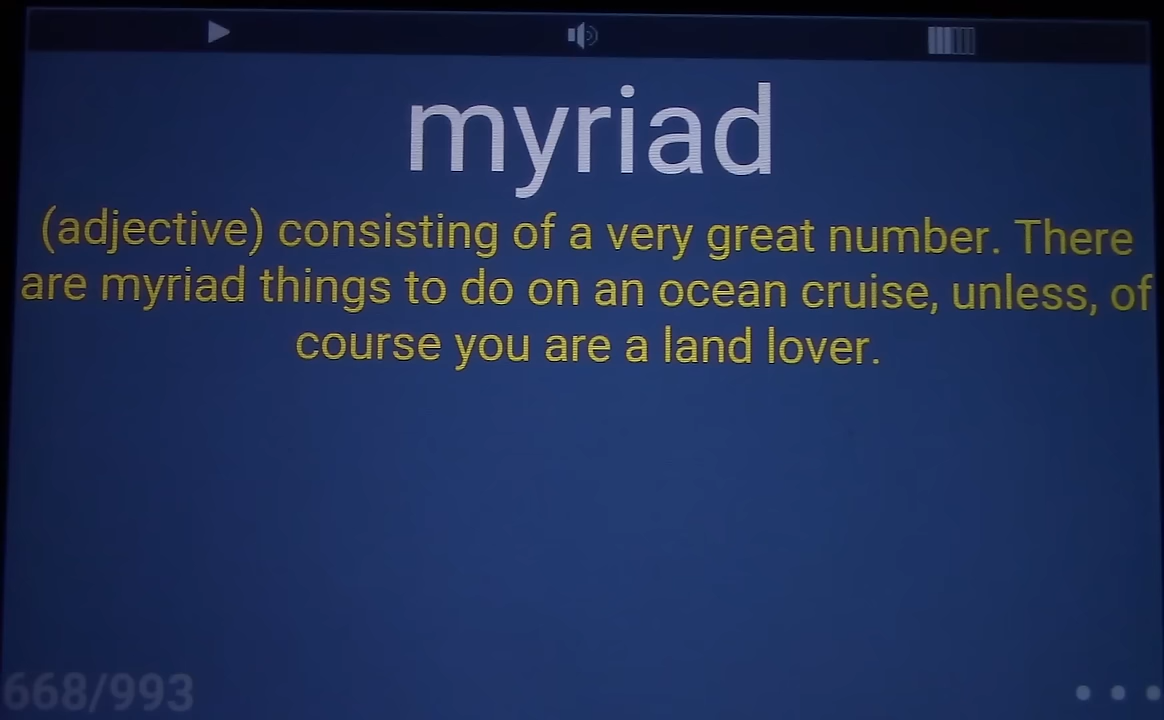 myriad
(adjective) consisting of a very great number. There
are myriad things to do on an ocean cruise, unless, of
course you are a land lover.
668/993